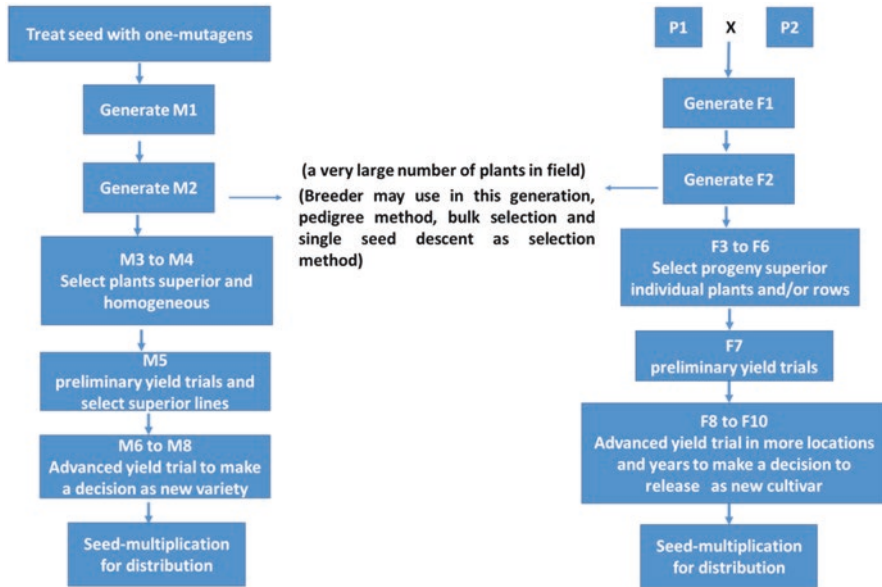 Treat seed with one-mutagens
Generate M1
Generate M2
M3 to M4
Select plants superior and
homogeneous
M5
preliminary yield trials and
select superior lines
M6 to M8
Advanced yield trial to make
a decision as new variety
Seed-multiplication
for distribution
(a very large number of plants in field)
(Breeder may use in this generation,
pedigree method, bulk selection and
single seed descent as selection
method)
P1 X P2
Generate F1
Generate F2
F3 to F6
Select progeny superior
individual plants and/or rows
F7
preliminary yield trials
F8 to F10
Advanced yield trial in more locations
and years to make a decision to
release as new cultivar
Seed-multiplication
for distribution